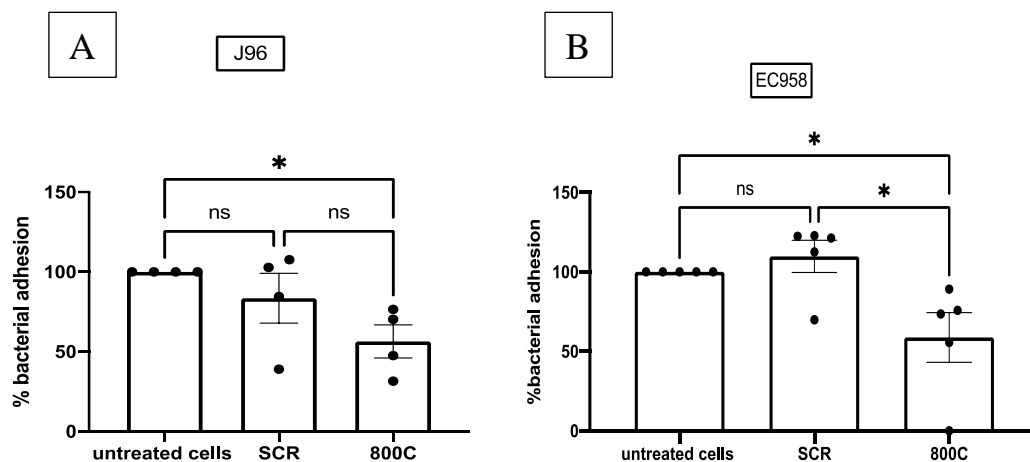 A
J96
*
ns
ns
150
100
50
0
% bacterial adhesion
untreated cells
SCR
800C
B
EC958
*
ns
*
150
100
50
0
%bacterial adhesion
untreated cells
SCR
800C